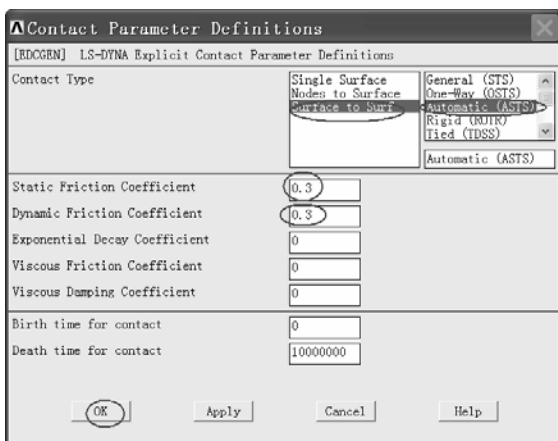 Contact Parameter Definitions
[EDCGEN] LS-DYNA Explicit Contact Parameter Definitions
Contact Type
Single Surface
Nodes to Surface
Surface to Surf
General (STS)
One-Way (OSTS)
Automatic (ASTS)
Rigid (ROTR)
Tied (TDSS)
Automatic (ASTS)
Static Friction Coefficient 0.3
Dynamic Friction Coefficient 0.3
Exponential Decay Coefficient 0
Viscous Friction Coefficient 0
Viscous Damping Coefficient 0
Birth time for contact 0
Death time for contact 10000000
OK Apply Cancel Help